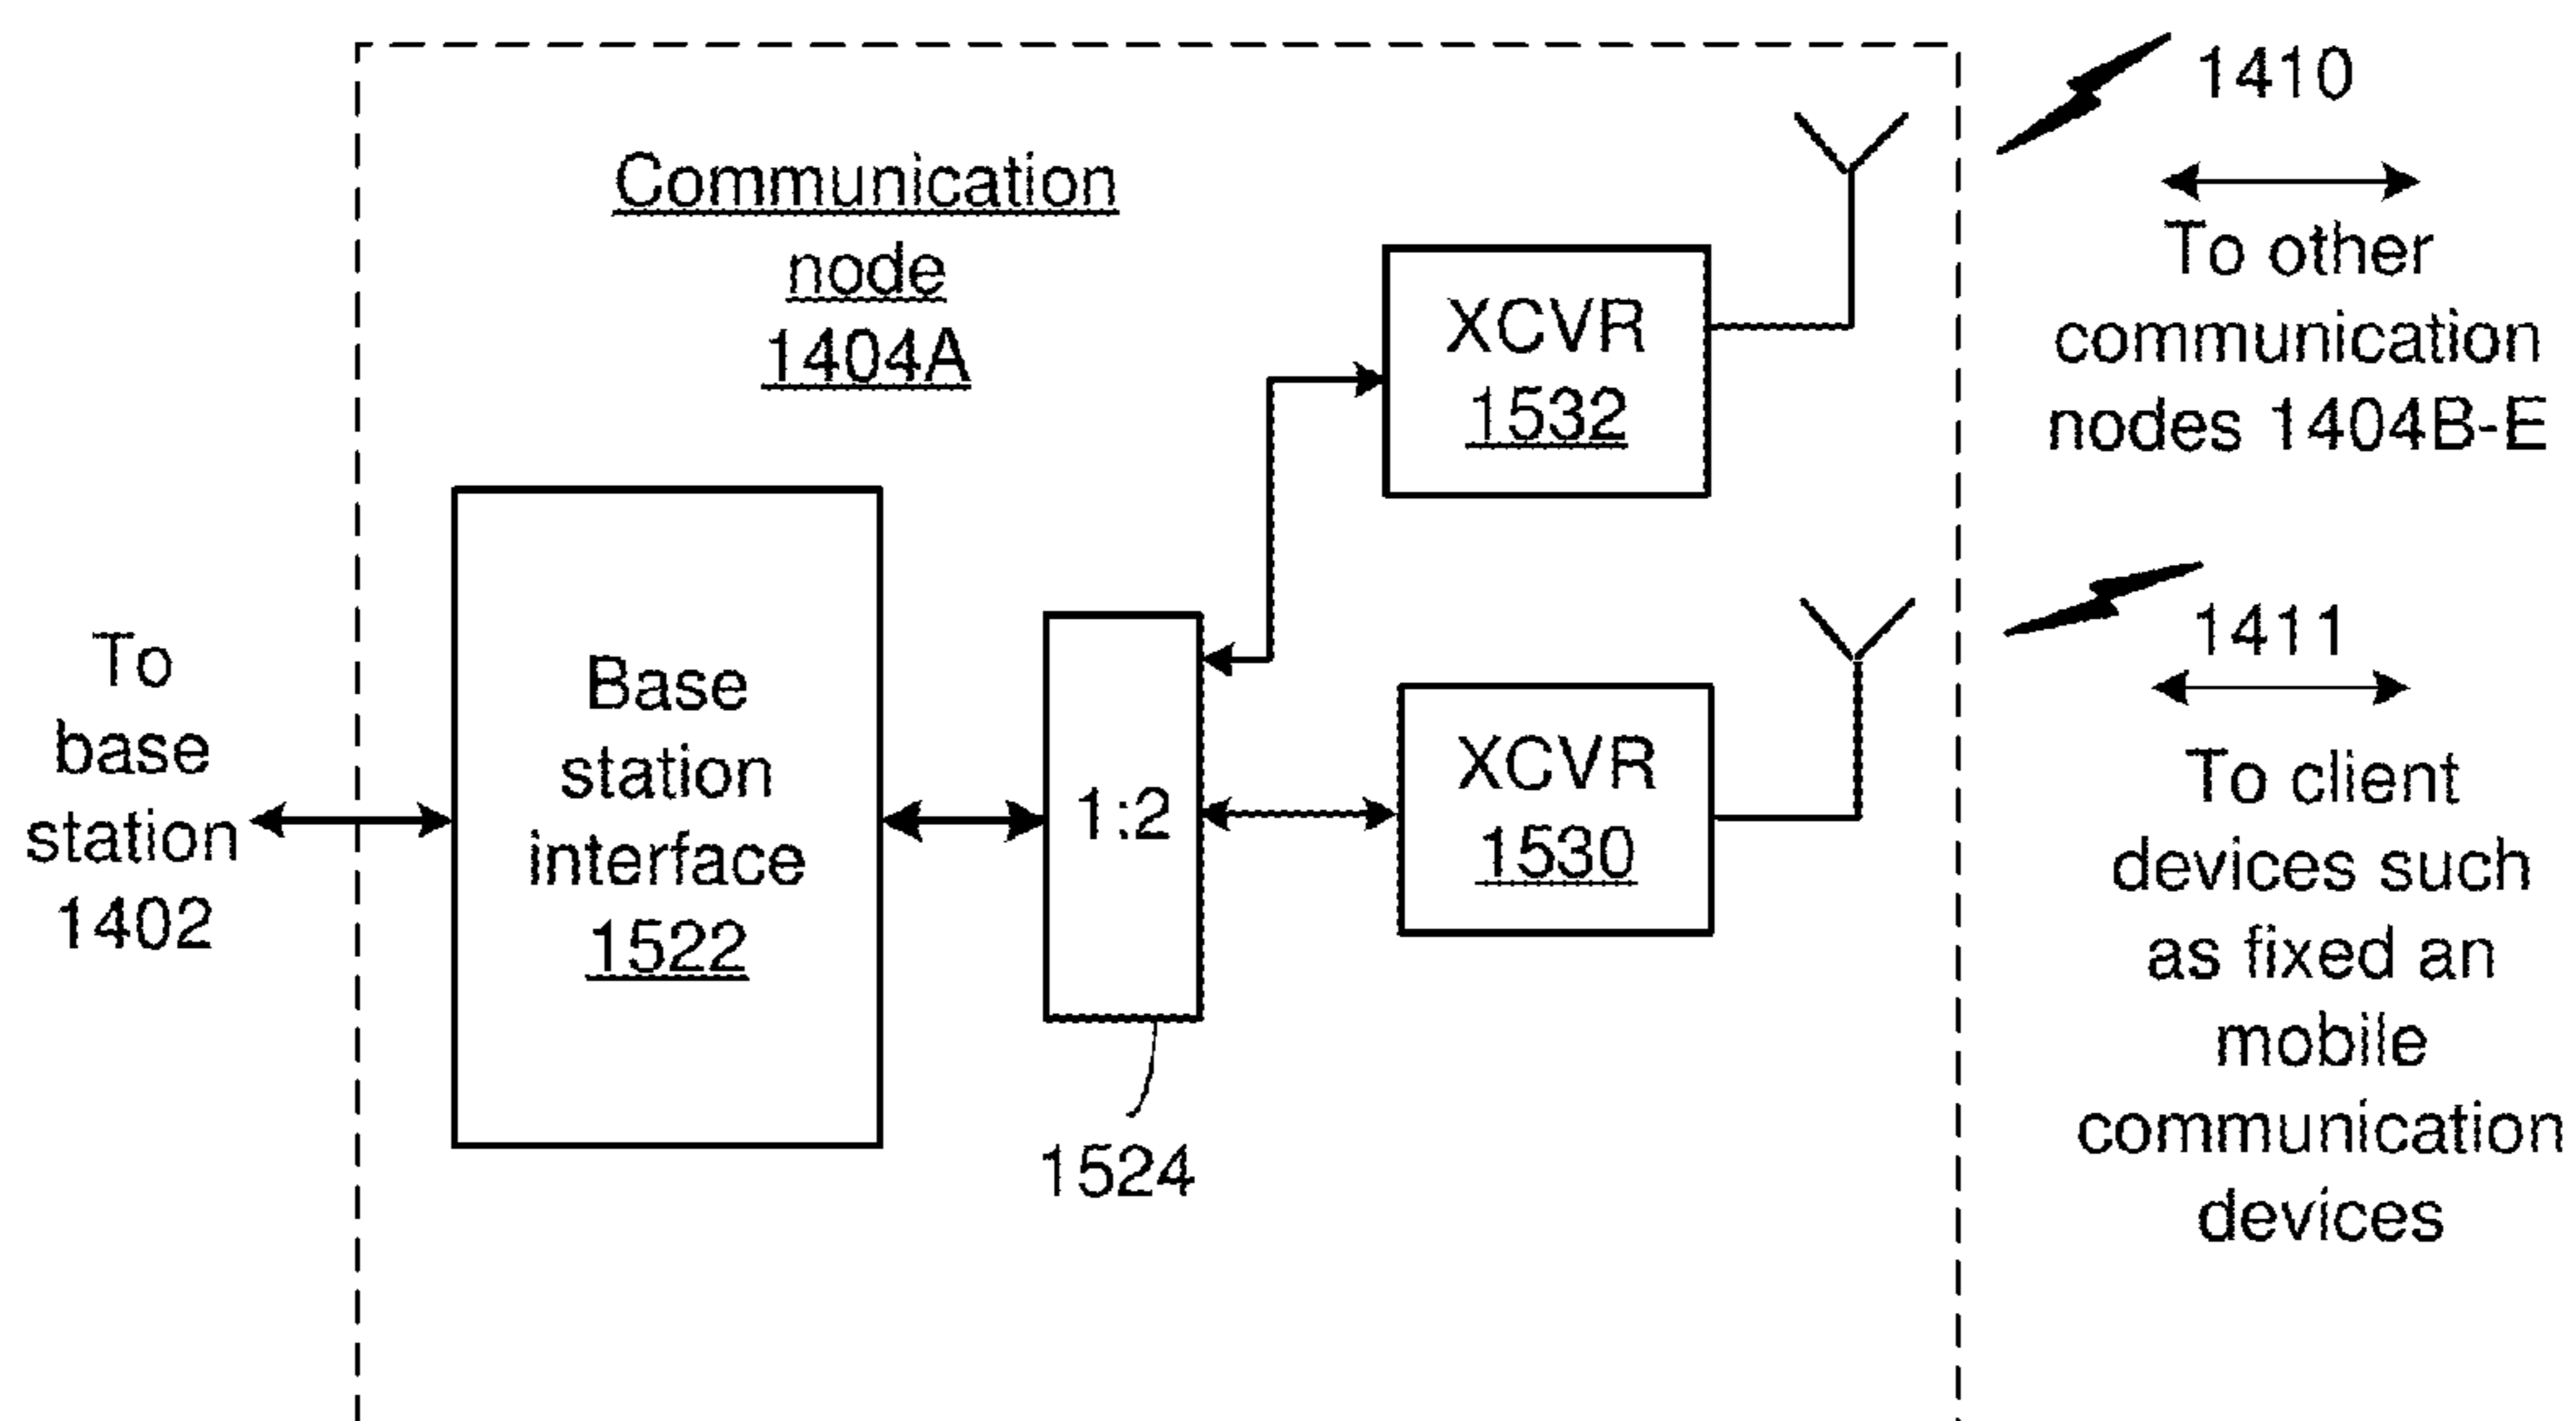 Communication
node
1404A
To
base
station
1402
Base
station
interface
1522
1:2
1524
XCVR
1532
XCVR
1530
1410
To other
communication
nodes 1404B-E
1411
To client
devices such
as fixed an
mobile
communication
devices